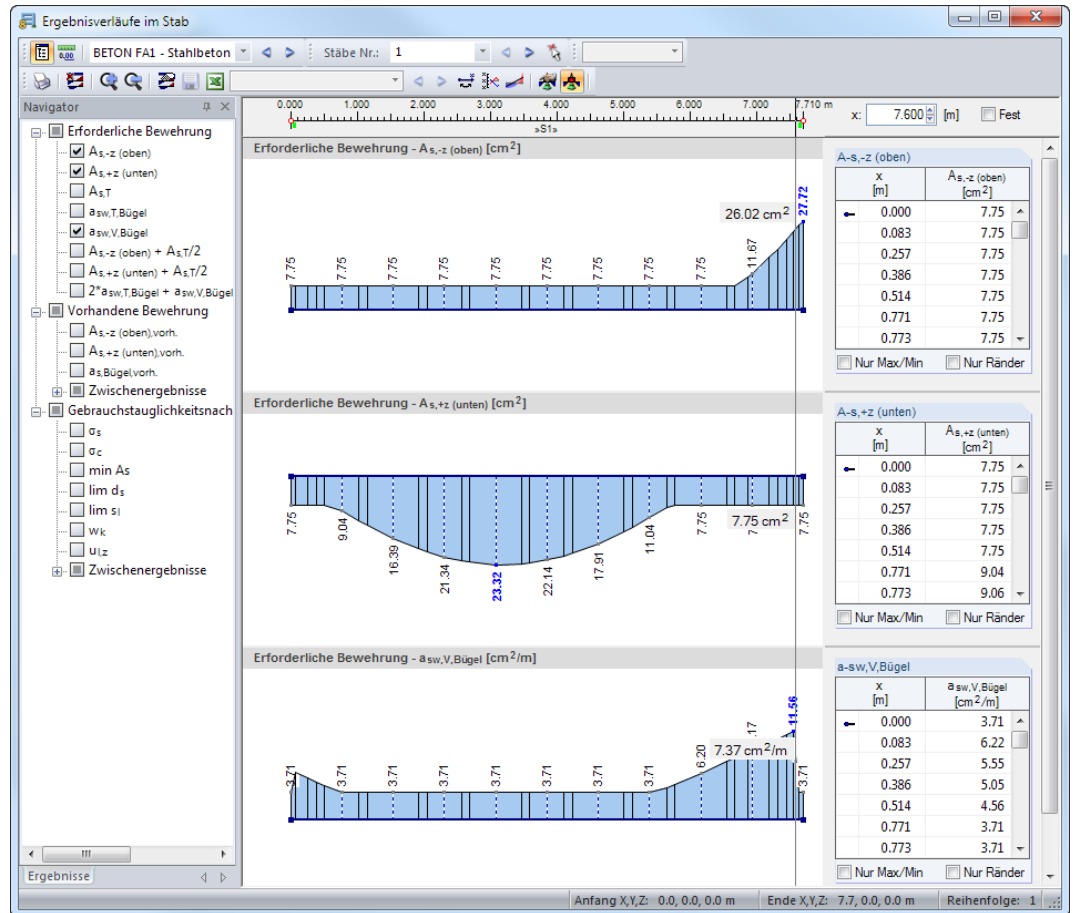 Ergebnisverläufe im Stab
0.00 BETON FA1 - Stahlbeton Stäbe Nr.: 1
Navigator
Erforderliche Bewehrung
As,-z (oben)
As,+z (unten)
As,T
asw,T,Bügel
asw,V,Bügel
As,-z (oben) + As,T/2
As,+z (unten) + As,T/2
2*asw,T,Bügel + asw,V,Bügel
Vorhandene Bewehrung
As,-z (oben),vorh.
As,+z (unten),vorh.
as,Bügel,vorh.
Zwischenergebnisse
Gebrauchstauglichkeitsnach
σs
σc
min As
lim ds
lim sl
wk
ul,z
Zwischenergebnisse
Ergebnisse
0.000 1.000 2.000 3.000 4.000 5.000 6.000 7.000 7.710 m
»S1»
x: 7.600 [m] Fest
Erforderliche Bewehrung - As,-z (oben) [cm²]
26.02 cm² 27.72
7.75 7.75 7.75 7.75 7.75 7.75 7.75 7.75 7.75 11.67
A-s,-z (oben)
x As,-z (oben)
[m] [cm²]
0.000 7.75
0.083 7.75
0.257 7.75
0.386 7.75
0.514 7.75
0.771 7.75
0.773 7.75
Nur Max/Min Nur Ränder
Erforderliche Bewehrung - As,+z (unten) [cm²]
7.75 9.04 16.39 21.34 23.32 22.14 17.91 11.04 7.75 7.75
7.75 cm²
A-s,+z (unten)
x As,+z (unten)
[m] [cm²]
0.000 7.75
0.083 7.75
0.257 7.75
0.386 7.75
0.514 7.75
0.771 9.04
0.773 9.06
Nur Max/Min Nur Ränder
Erforderliche Bewehrung - asw,V,Bügel [cm²/m]
11.56
7.37 cm²/m
3.71 3.71 3.71 3.71 3.71 3.71 3.71 3.71 6.20 3.71
a-sw,V,Bügel
x asw,V,Bügel
[m] [cm²/m]
0.000 3.71
0.083 6.22
0.257 5.55
0.386 5.05
0.514 4.56
0.771 3.71
0.773 3.71
Nur Max/Min Nur Ränder
Anfang X,Y,Z: 0.0, 0.0, 0.0 m Ende X,Y,Z: 7.7, 0.0, 0.0 m Reihenfolge: 1